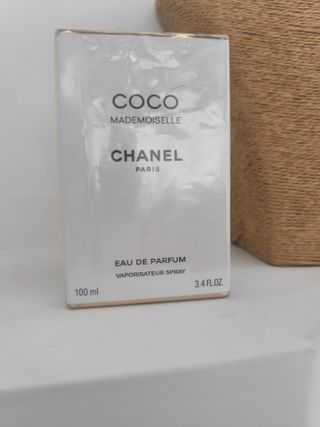 COCO
MADEMOISELLE
CHANEL
PARIS
EAU DE PARFUM
VAPORISATEUR SPRAY
100 ml 3.4 FL.OZ.